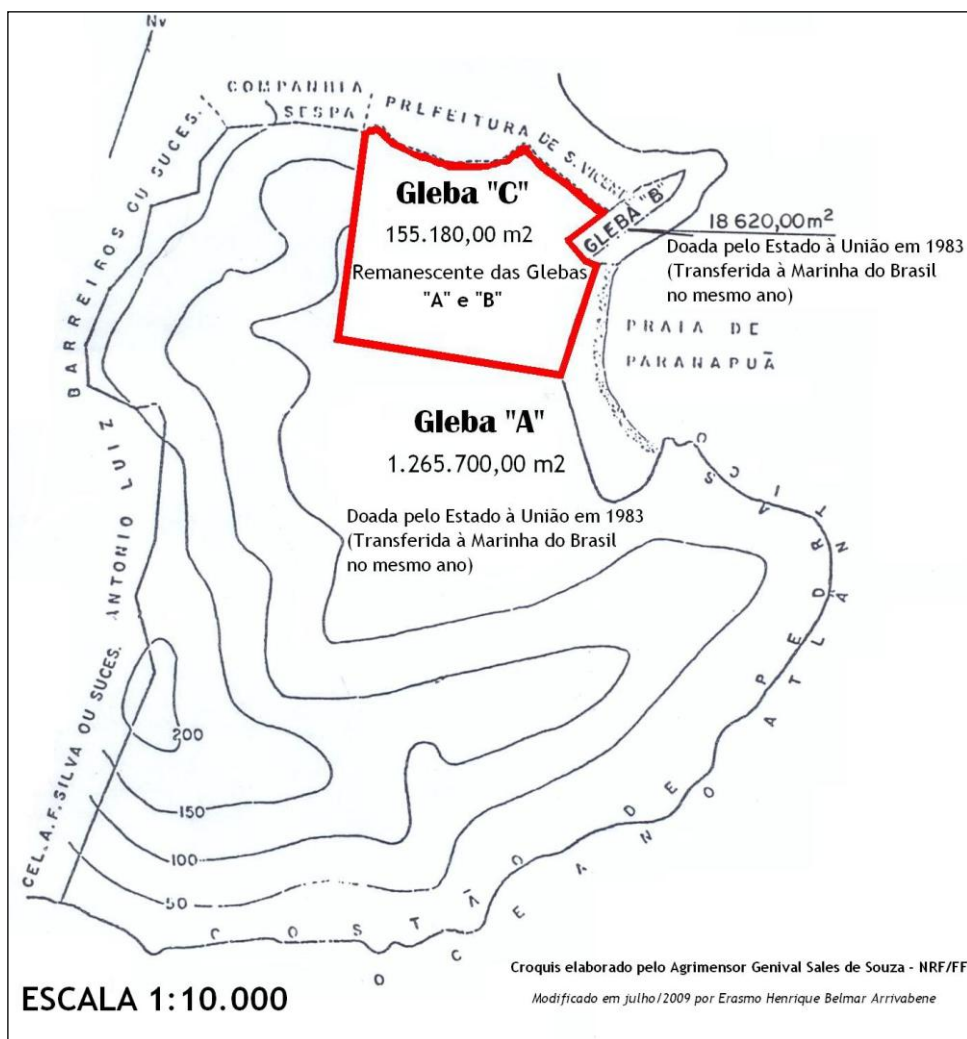 Nv
COMPANHIA
SESPA
PREFEITURA DE S. VICENTE
BARREIROS OU SUCES.
ANTONIO LUIZ
CEL. A. F. SILVA OU SUCES.
Gleba "C"
155.180,00 m2
Remanescente das Glebas
"A" e "B"
GLEBA "B"
18 620,00m2
Doada pelo Estado à União em 1983
(Transferida à Marinha do Brasil
no mesmo ano)
PRAIA DE
PARANAPUÃ
Gleba "A"
1.265.700,00 m2
Doada pelo Estado à União em 1983
(Transferida à Marinha do Brasil
no mesmo ano)
200
150
100
50
COSTÃO DE PEDRA
OCEANO ATLÂNTICO
Croquis elaborado pelo Agrimensor Genival Sales de Souza - NRF/FF
ESCALA 1:10.000
Modificado em julho/2009 por Erasmo Henrique Belmar Arrivabene